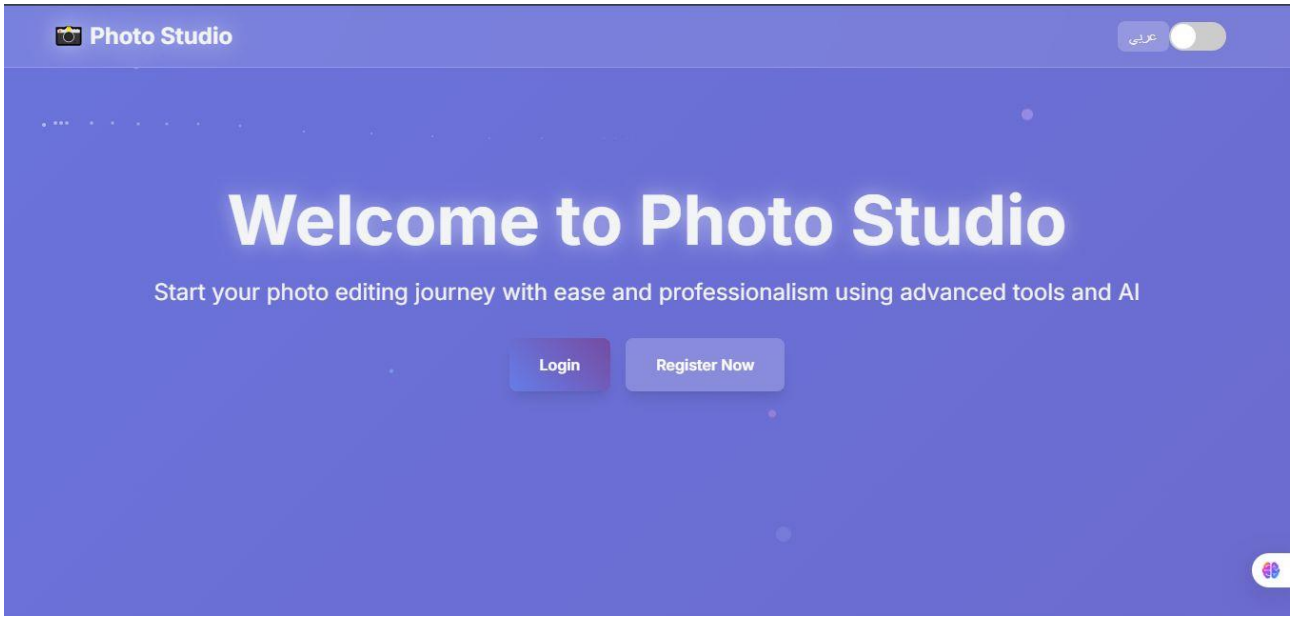 Photo Studio
عربي
Welcome to Photo Studio
Start your photo editing journey with ease and professionalism using advanced tools and AI
Login
Register Now